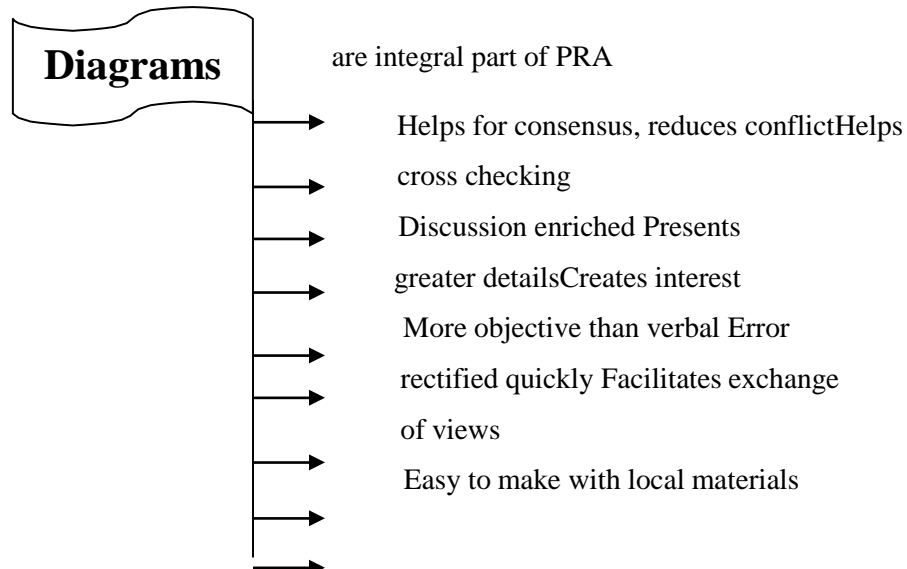 Diagrams
are integral part of PRA
Helps for consensus, reduces conflictHelps
cross checking
Discussion enriched Presents
greater detailsCreates interest
More objective than verbal Error
rectified quickly Facilitates exchange
of views
Easy to make with local materials